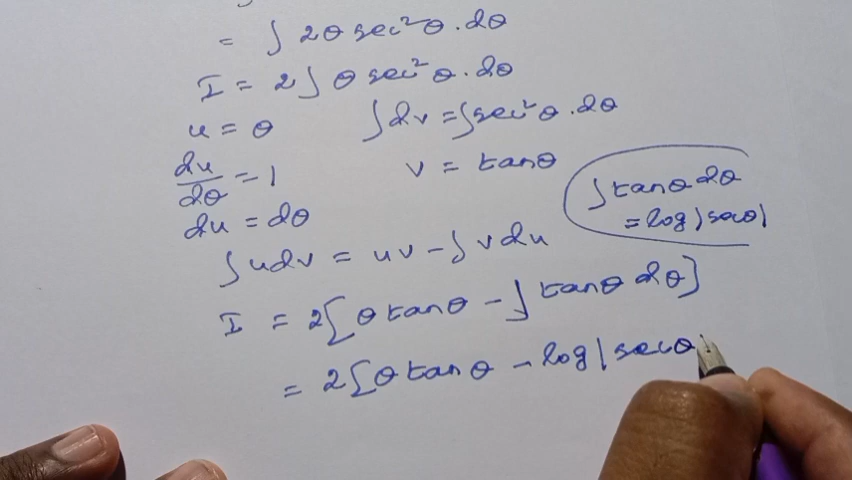 = ∫ 2θ sec²θ . dθ
I = 2 ∫ θ sec²θ . dθ
u = θ ∫ dv = ∫ sec²θ . dθ
du/dθ = 1 v = tanθ
du = dθ
∫ tanθ dθ
= log |secθ|
∫ udv = uv - ∫ v du
I = 2[θ tanθ - ∫ tanθ dθ]
= 2[θ tanθ - log |secθ